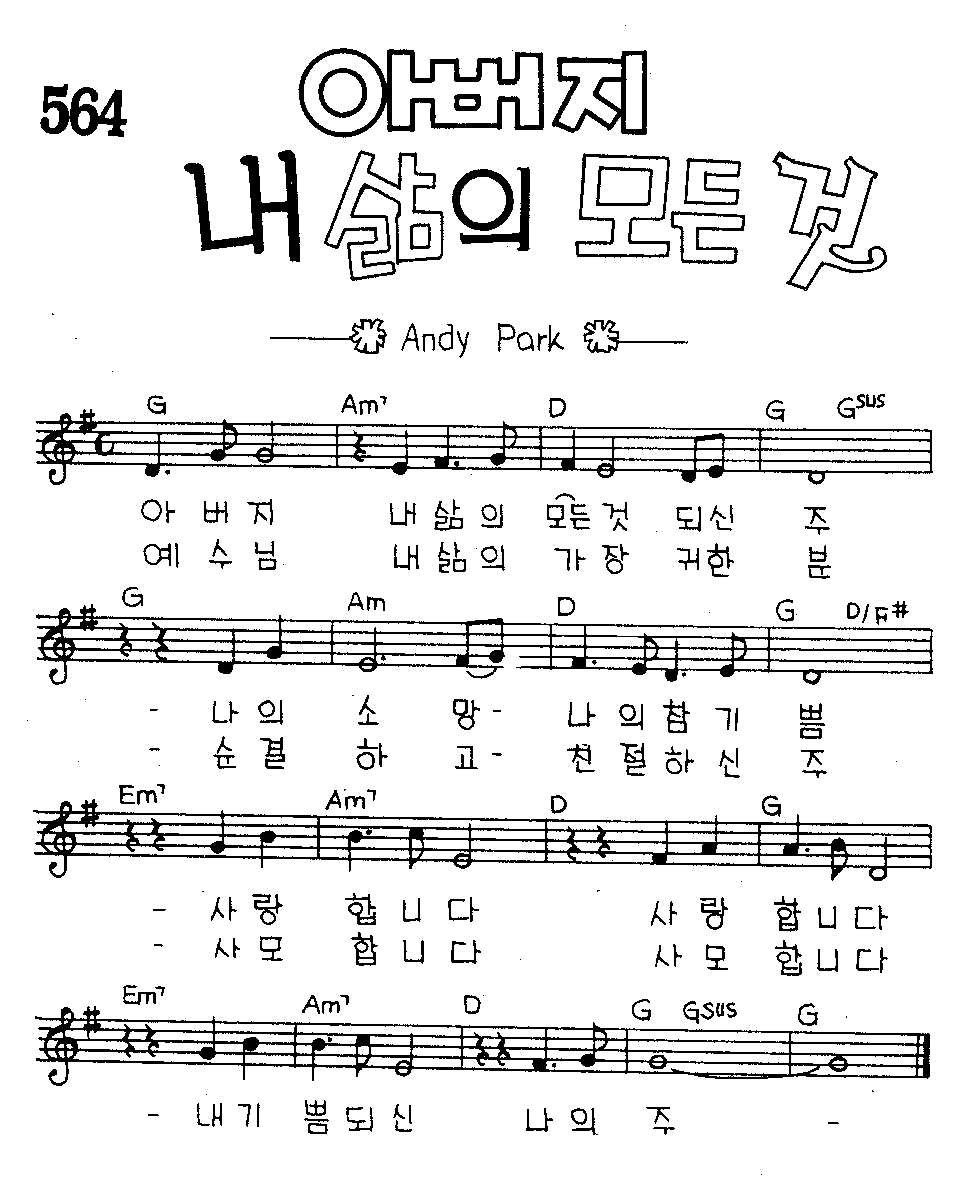 564
아버지
내 삶의 모든 것
Andy Park
G Am7 D G Gsus
아 버 지 내 삶 의 모든 것 되 신 주
예 수 님 내 삶 의 가 장 귀 한 분
G Am D G D/F#
- 나 의 소 망 - 나 의 참 기 쁨
- 순 결 하 고 - 친 절 하 신 주
Em7 Am7 D G
- 사 랑 합 니 다 사 랑 합 니 다
- 사 모 합 니 다 사 모 합 니 다
Em7 Am7 D G Gsus G
- 내 기 쁨 되 신 나 의 주 -